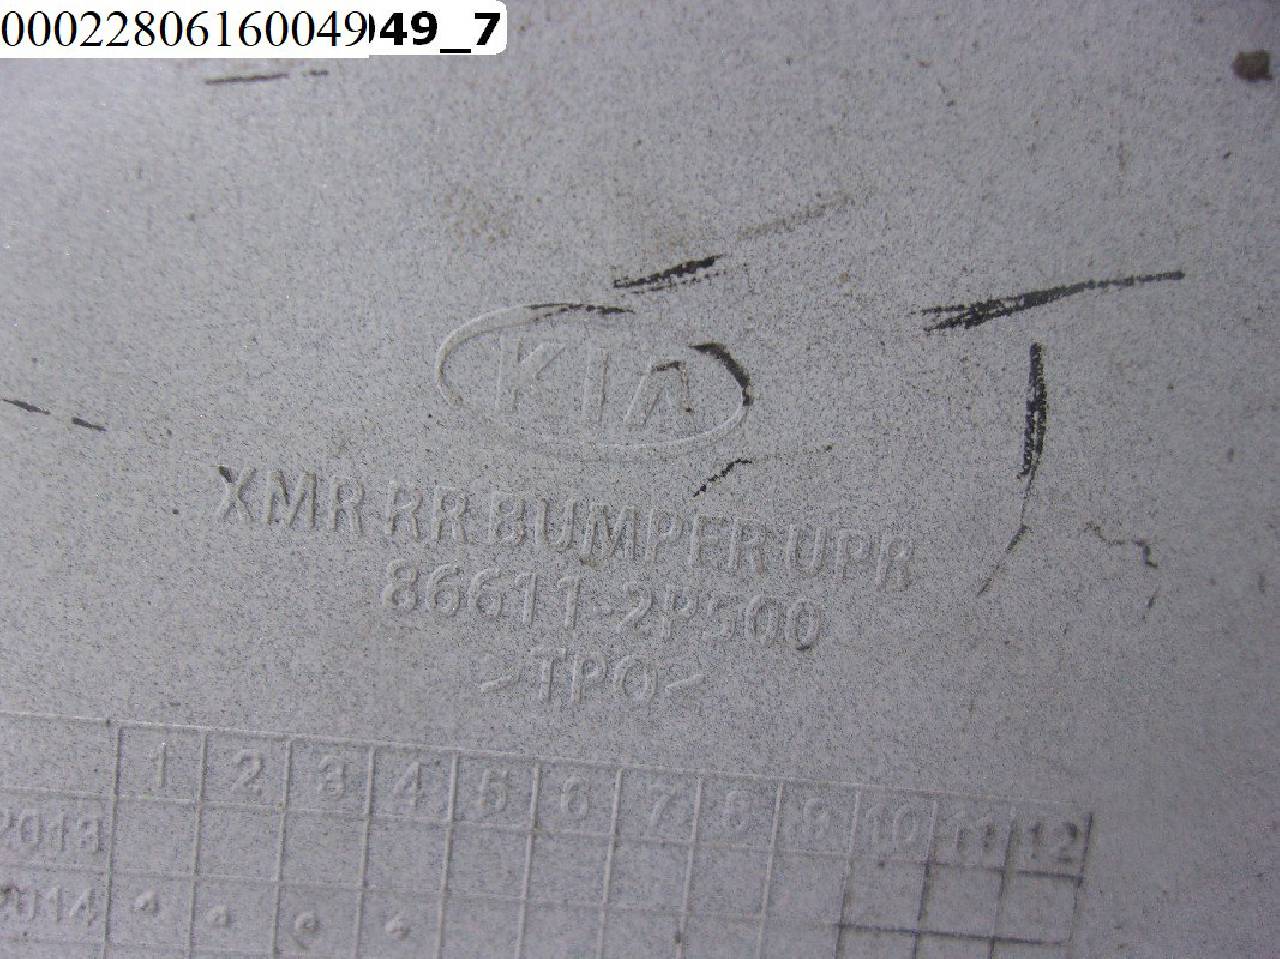 00022806160049049_7
KIA
XMR RR BUMPER UPR
86611-2P500
>TPO<
1 2 3 4 5 6 7 8 9 10 11 12
2013
2014